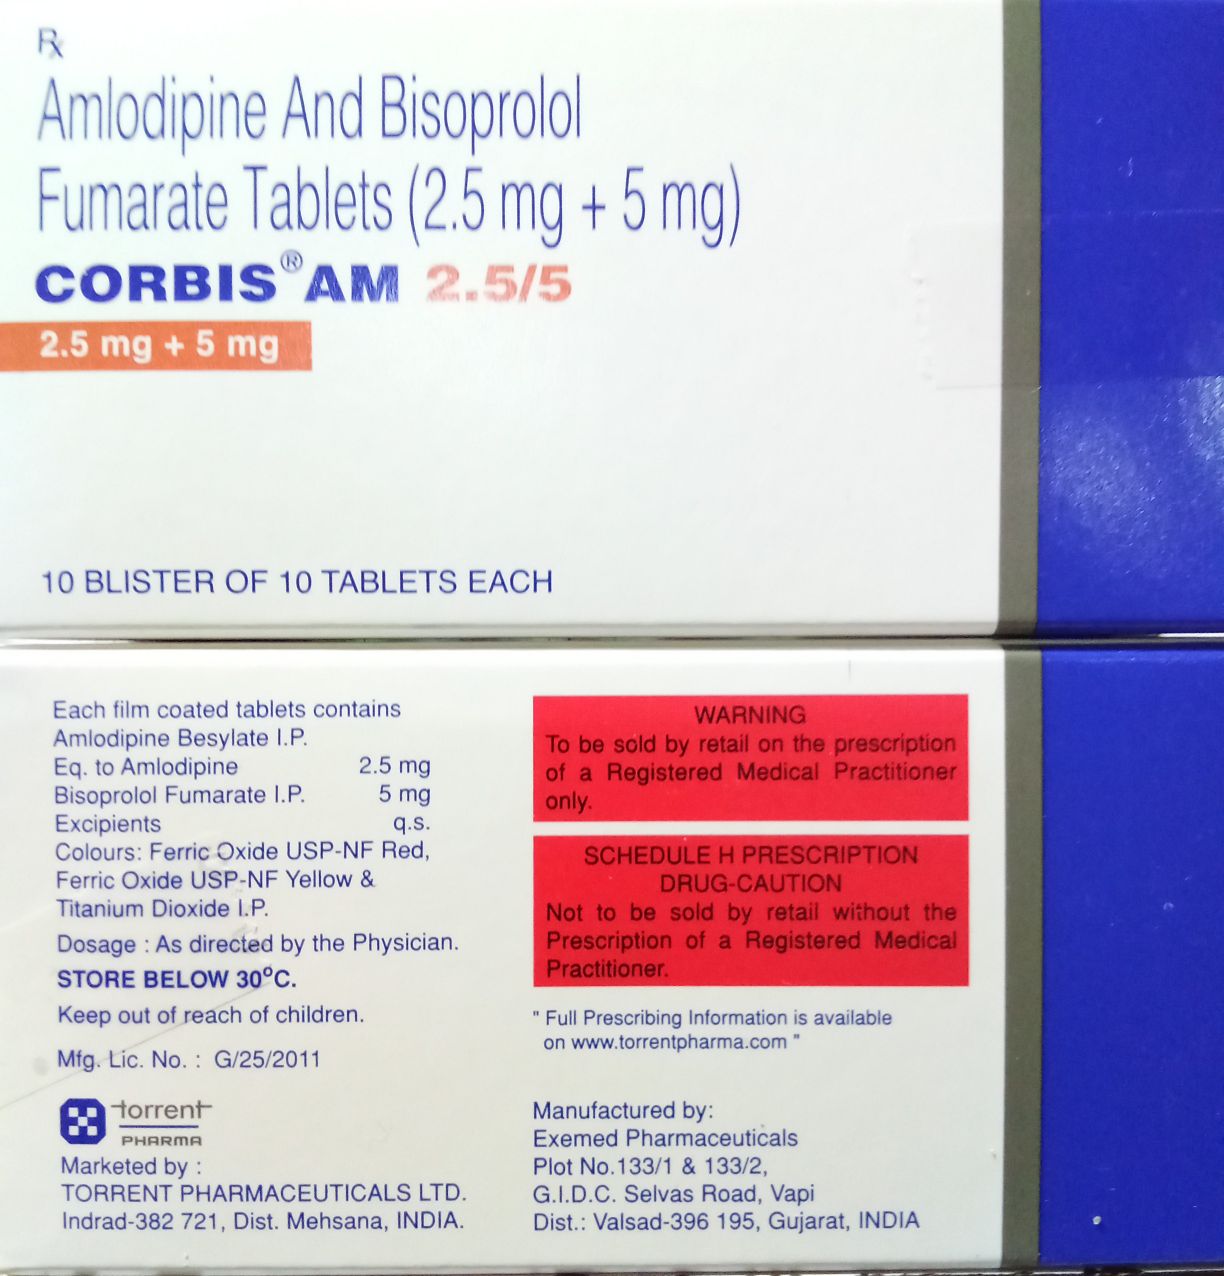 Rx
Amlodipine And Bisoprolol
Fumarate Tablets (2.5 mg + 5 mg)
CORBIS® AM 2.5/5
2.5 mg + 5 mg
10 BLISTER OF 10 TABLETS EACH
Each film coated tablets contains
Amlodipine Besylate I.P.
Eq. to Amlodipine 2.5 mg
Bisoprolol Fumarate I.P. 5 mg
Excipients q.s.
Colours: Ferric Oxide USP-NF Red,
Ferric Oxide USP-NF Yellow &
Titanium Dioxide I.P.
Dosage : As directed by the Physician.
STORE BELOW 30°C.
Keep out of reach of children.
Mfg. Lic. No. : G/25/2011
torrent
PHARMA
Marketed by :
TORRENT PHARMACEUTICALS LTD.
Indrad-382 721, Dist. Mehsana, INDIA.
WARNING
To be sold by retail on the prescription
of a Registered Medical Practitioner
only.
SCHEDULE H PRESCRIPTION
DRUG-CAUTION
Not to be sold by retail without the
Prescription of a Registered Medical
Practitioner.
" Full Prescribing Information is available
on www.torrentpharma.com "
Manufactured by:
Exemed Pharmaceuticals
Plot No.133/1 & 133/2,
G.I.D.C. Selvas Road, Vapi
Dist.: Valsad-396 195, Gujarat, INDIA